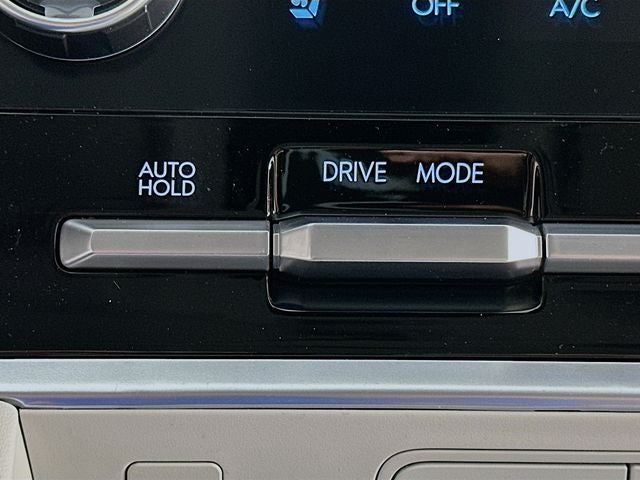 OFF A/C
AUTO
HOLD
DRIVE MODE